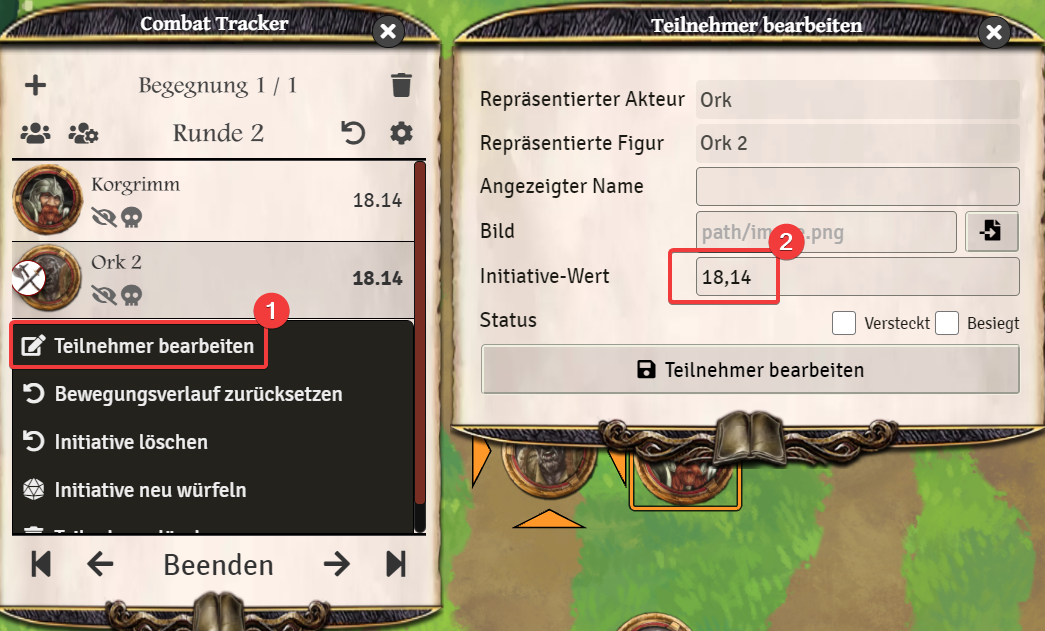 Combat Tracker
Begegnung 1 / 1
Runde 2
Korgrimm
18.14
Ork 2
18.14
1
Teilnehmer bearbeiten
Bewegungsverlauf zurücksetzen
Initiative löschen
Initiative neu würfeln
Beenden
Teilnehmer bearbeiten
Repräsentierter Akteur Ork
Repräsentierte Figur Ork 2
Angezeigter Name
Bild path/im .png
2
Initiative-Wert 18,14
Status Versteckt Besiegt
Teilnehmer bearbeiten